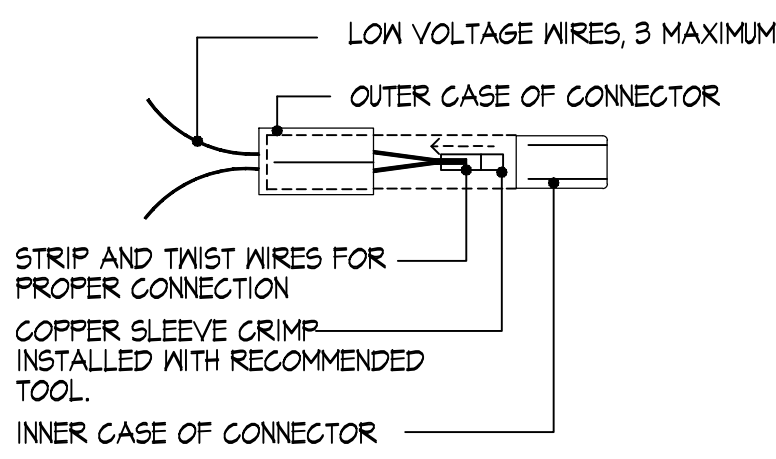 LOW VOLTAGE WIRES, 3 MAXIMUM
OUTER CASE OF CONNECTOR
STRIP AND TWIST WIRES FOR
PROPER CONNECTION
COPPER SLEEVE CRIMP
INSTALLED WITH RECOMMENDED
TOOL.
INNER CASE OF CONNECTOR